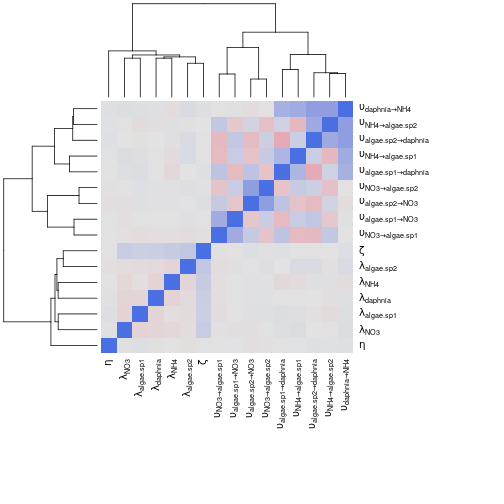 υdaphnia→NH4
υNH4→algae.sp2
υalgae.sp2→daphnia
υNH4→algae.sp1
υalgae.sp1→daphnia
υNO3→algae.sp2
υalgae.sp2→NO3
υalgae.sp1→NO3
υNO3→algae.sp1
ζ
λalgae.sp2
λNH4
λdaphnia
λalgae.sp1
λNO3
η
η
λNO3
λalgae.sp1
λdaphnia
λNH4
λalgae.sp2
ζ
υNO3→algae.sp1
υalgae.sp1→NO3
υalgae.sp2→NO3
υNO3→algae.sp2
υalgae.sp1→daphnia
υNH4→algae.sp1
υalgae.sp2→daphnia
υNH4→algae.sp2
υdaphnia→NH4